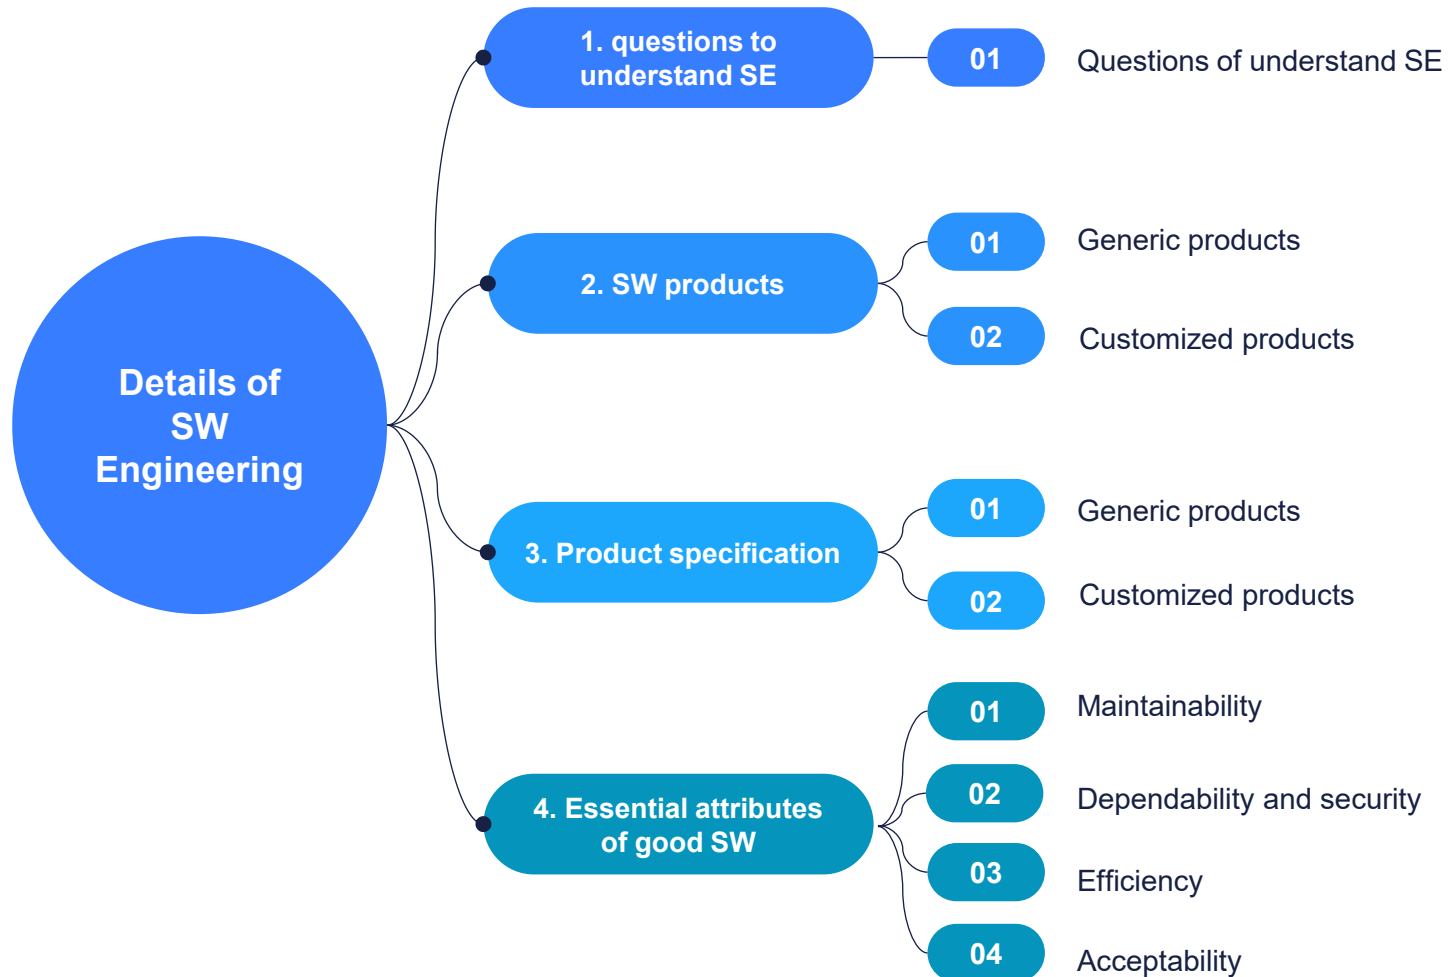 Details of
SW
Engineering
1. questions to
understand SE
01
Questions of understand SE
2. SW products
01
Generic products
02
Customized products
3. Product specification
01
Generic products
02
Customized products
4. Essential attributes
of good SW
01
Maintainability
02
Dependability and security
03
Efficiency
04
Acceptability